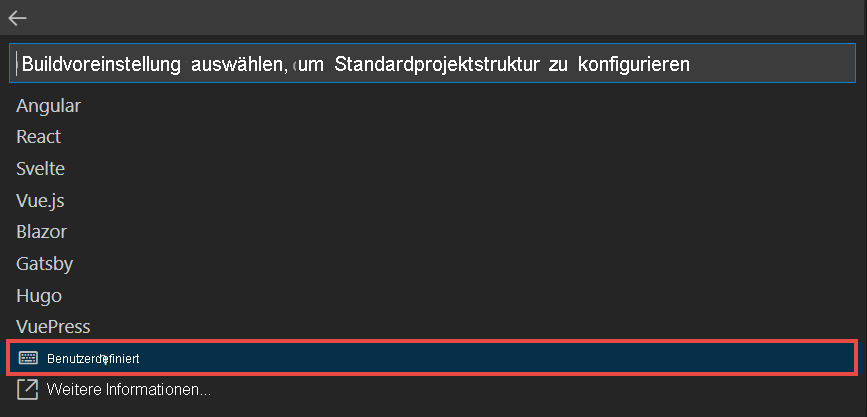 Buildvoreinstellung auswählen, um Standardprojektstruktur zu konfigurieren
Angular
React
Svelte
Vue.js
Blazor
Gatsby
Hugo
VuePress
Benutzerdefiniert
Weitere Informationen...